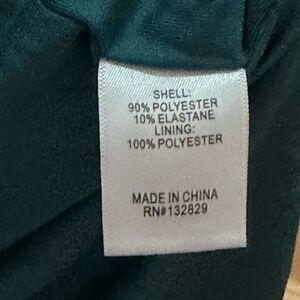 SHELL:
90% POLYESTER
10% ELASTANE
LINING:
100% POLYESTER
MADE IN CHINA
RN#132829